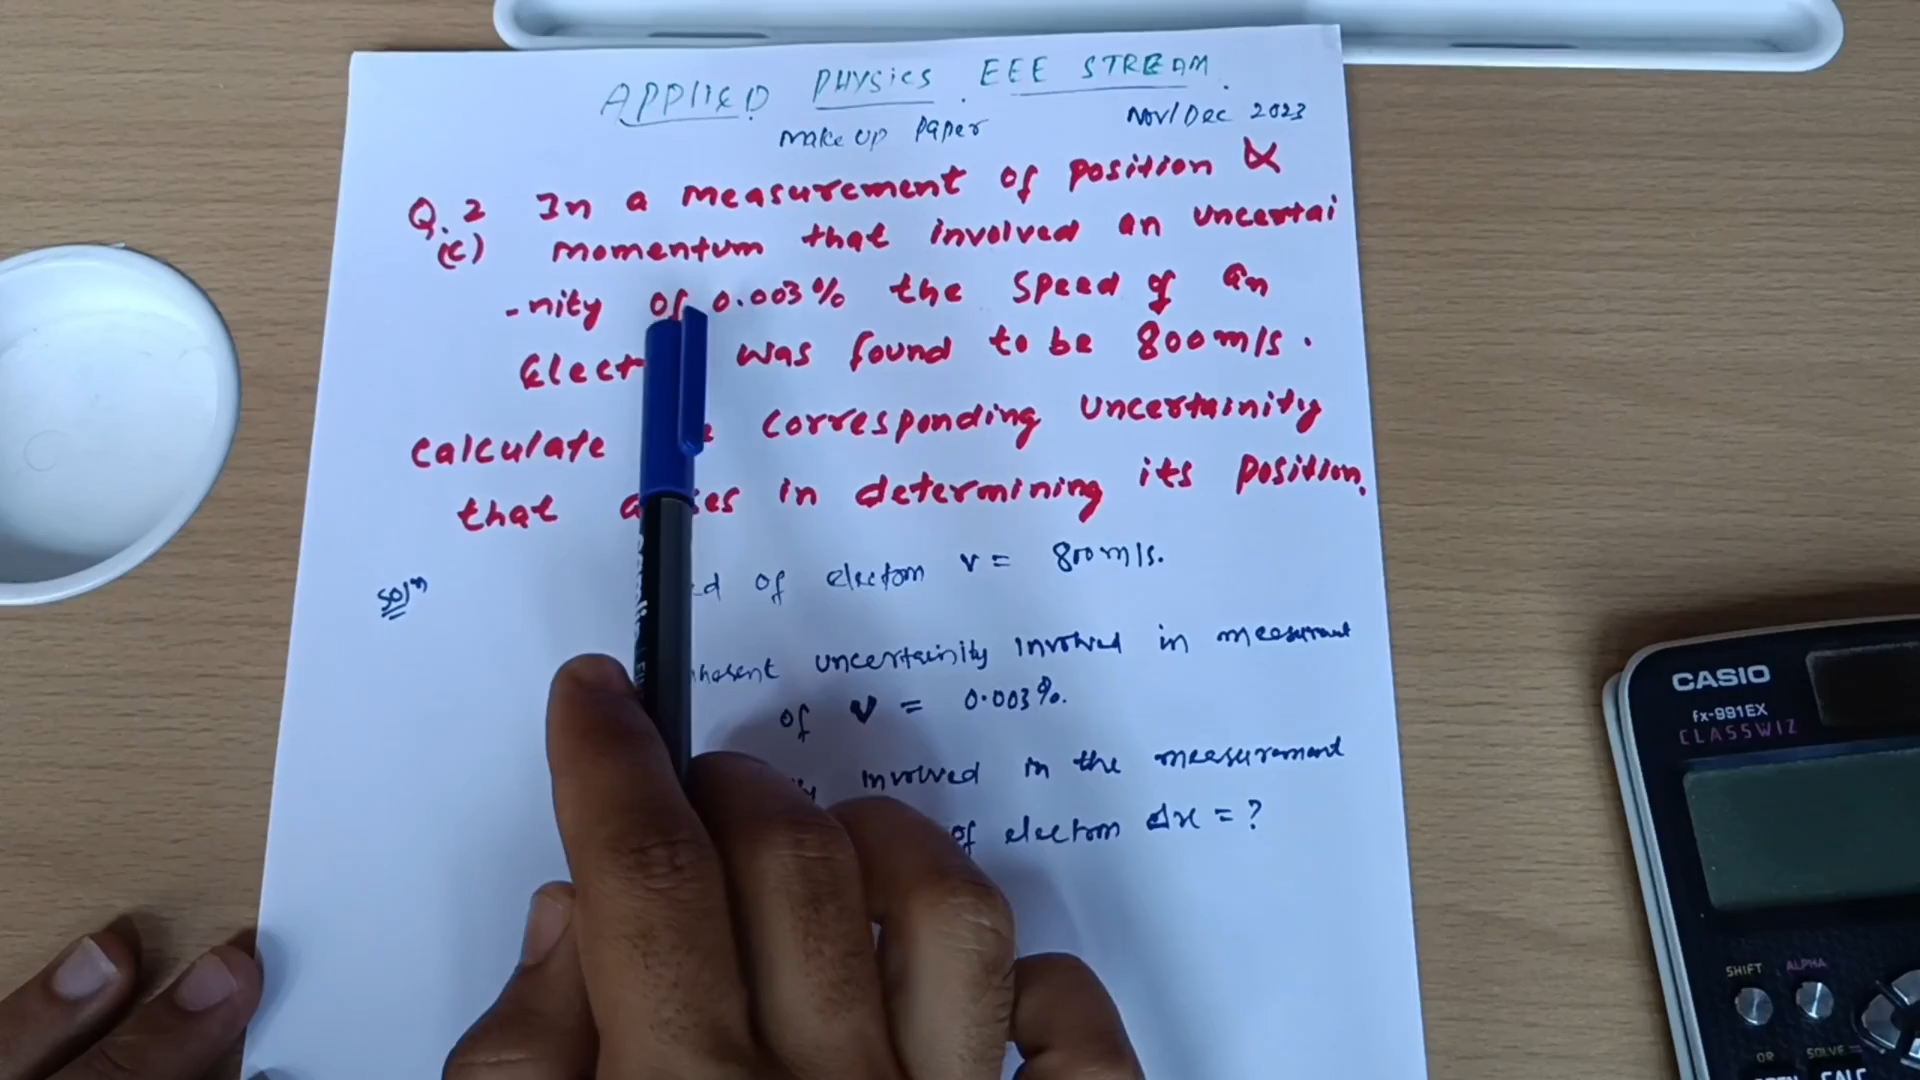 APPLIED PHYSICS EEE STREAM
Make up Paper Nov/Dec 2023
Q.2 In a measurement of position &
(c) momentum that involved an uncertai
-nity of 0.003% the speed of an
was found to be 800m/s.
calculate corresponding uncertainity
that in determining its position.
Soln of electron v = 800m/s.
uncertainity involved in measurment
of v = 0.003%.
involved in the measurement
of electron Δx = ?
CASIO
fx-991EX
CLASSWIZ
SHIFT ALPHA
SOLVE =
CALC